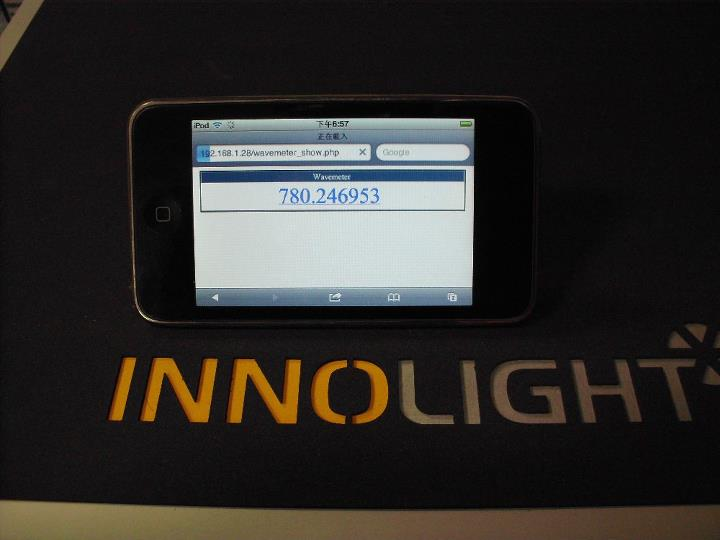 iPod 下午6:57
正在載入
192.168.1.28/wavemeter_show.php Google
Wavemeter
780.246953
INNOLIGHT